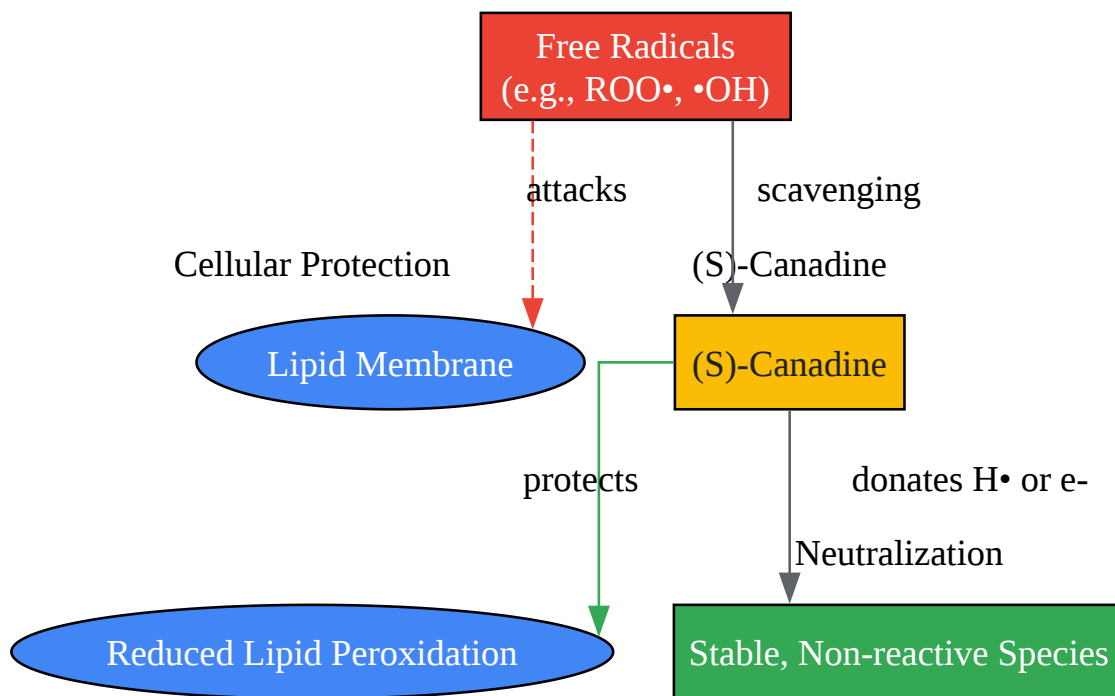 Free Radicals
(e.g., ROO•, •OH)
attacks
scavenging
Cellular Protection
(S)-Canadine
Lipid Membrane
(S)-Canadine
protects
donates H• or e-
Neutralization
Reduced Lipid Peroxidation
Stable, Non-reactive Species